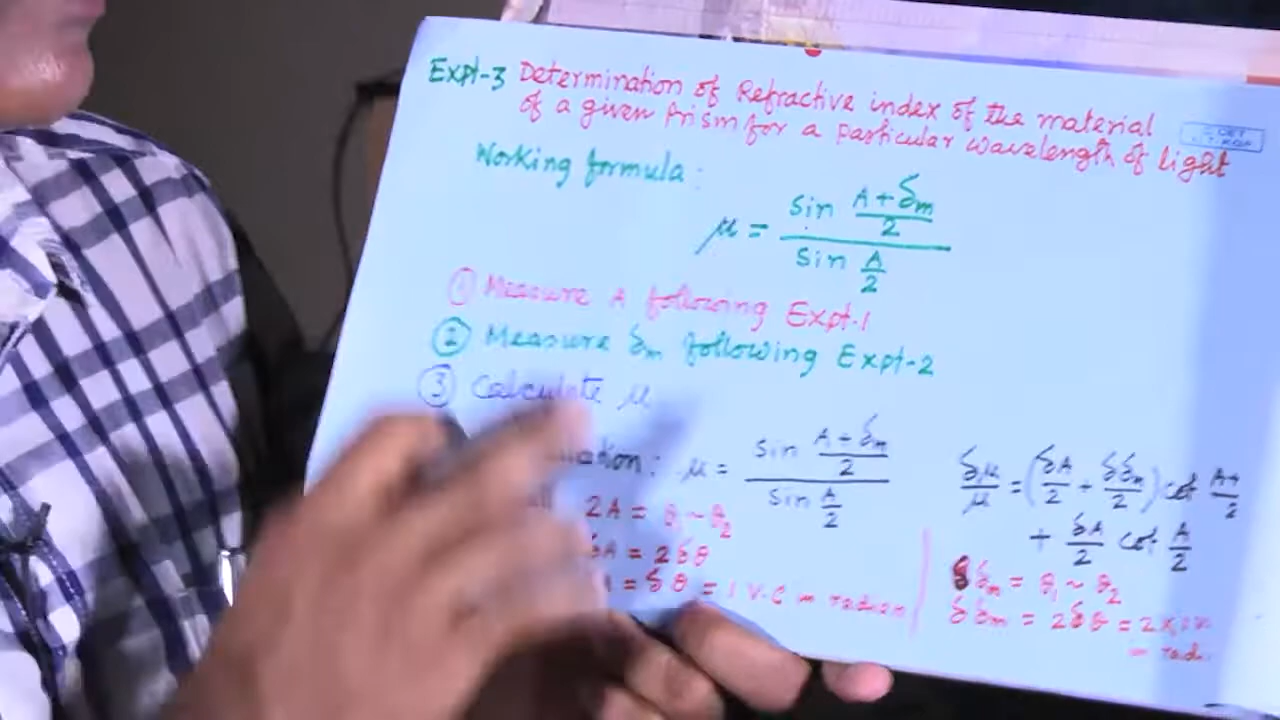 Expt-3 Determination of Refractive index of the material
of a given Prism for a particular wavelength of light
Working formula:
μ = sin (A + δm)/2 / sin A/2
① Measure A following Expt-1
② Measure δm following Expt-2
③ Calculate μ
μ = sin (A + δm)/2 / sin A/2
δμ/μ = (δA/2 + δδm/2) cot A+/2
+ δA/2 cot A/2
2A = θ1 ~ θ2
δA = 2δθ
= δθ = 1 V.C in radian
δm = θ1 ~ θ2
δδm = 2δθ = 2 ×
in